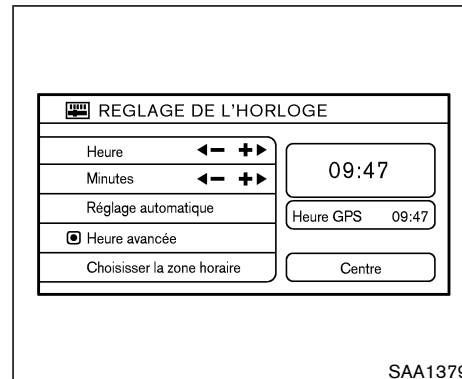 REGLAGE DE L'HORLOGE
Heure
Minutes
Réglage automatique
Heure avancée
Choisisser la zone horaire
09:47
Heure GPS 09:47
Centre
SAA1379